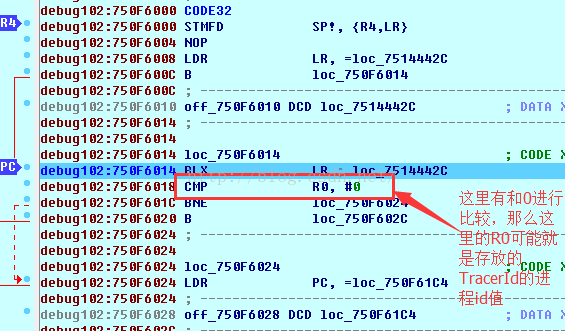 debug102:750F6000 CODE32
R4 debug102:750F6000 STMFD SP!, {R4,LR}
debug102:750F6004 NOP
debug102:750F6008 LDR LR, =loc_7514442C
debug102:750F600C B loc_750F6014
debug102:750F600C ; ---------------------------------------------------------------
debug102:750F6010 off_750F6010 DCD loc_7514442C ; DATA X
debug102:750F6014 ; ---------------------------------------------------------------
debug102:750F6014
debug102:750F6014 loc_750F6014 ; CODE X
PC debug102:750F6014 BLX LR ; loc_7514442C
debug102:750F6018 CMP R0, #0
debug102:750F601C BNE loc_750F6024
debug102:750F6020 B loc_750F602C
debug102:750F6024 ; ---------------------------------------------------------------
debug102:750F6024
debug102:750F6024 loc_750F6024 ; CODE X
debug102:750F6024 LDR PC, =loc_750F61C4
debug102:750F6024 ; ---------------------------------------------------------------
debug102:750F6028 off_750F6028 DCD loc_750F61C4 ; DATA X
这里有和0进行
比较，那么这
里的R0可能就
是存放的
TracerId的进
程id值